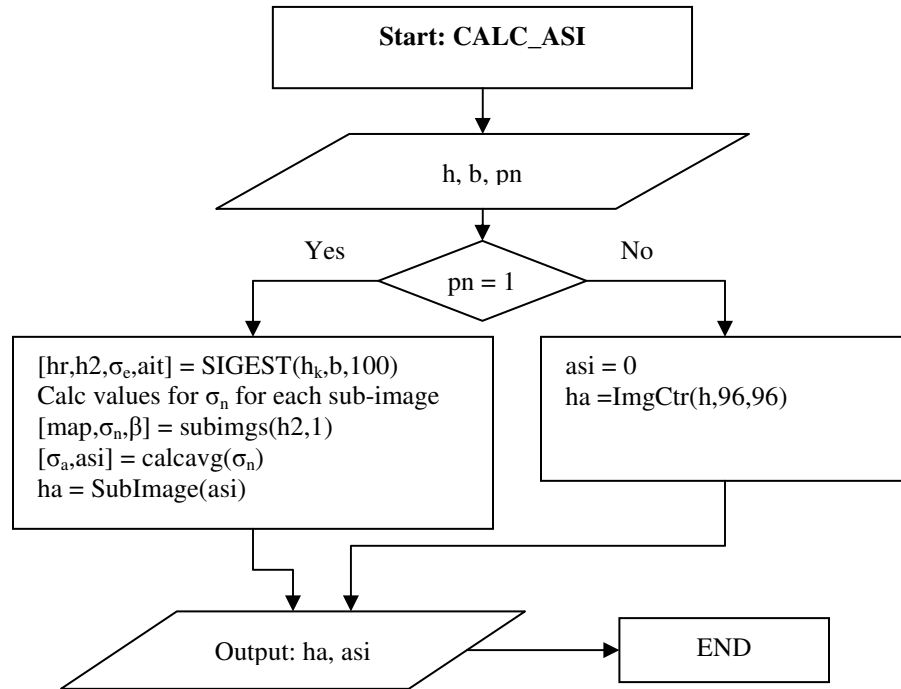 Start: CALC_ASI
h, b, pn
Yes
No
pn = 1
[hr,h2,σₑ,ait] = SIGEST(hₖ,b,100)
Calc values for σₙ for each sub-image
[map,σₙ,β] = subimgs(h2,1)
[σₐ,asi] = calcavg(σₙ)
ha = SubImage(asi)
asi = 0
ha =ImgCtr(h,96,96)
Output: ha, asi
END